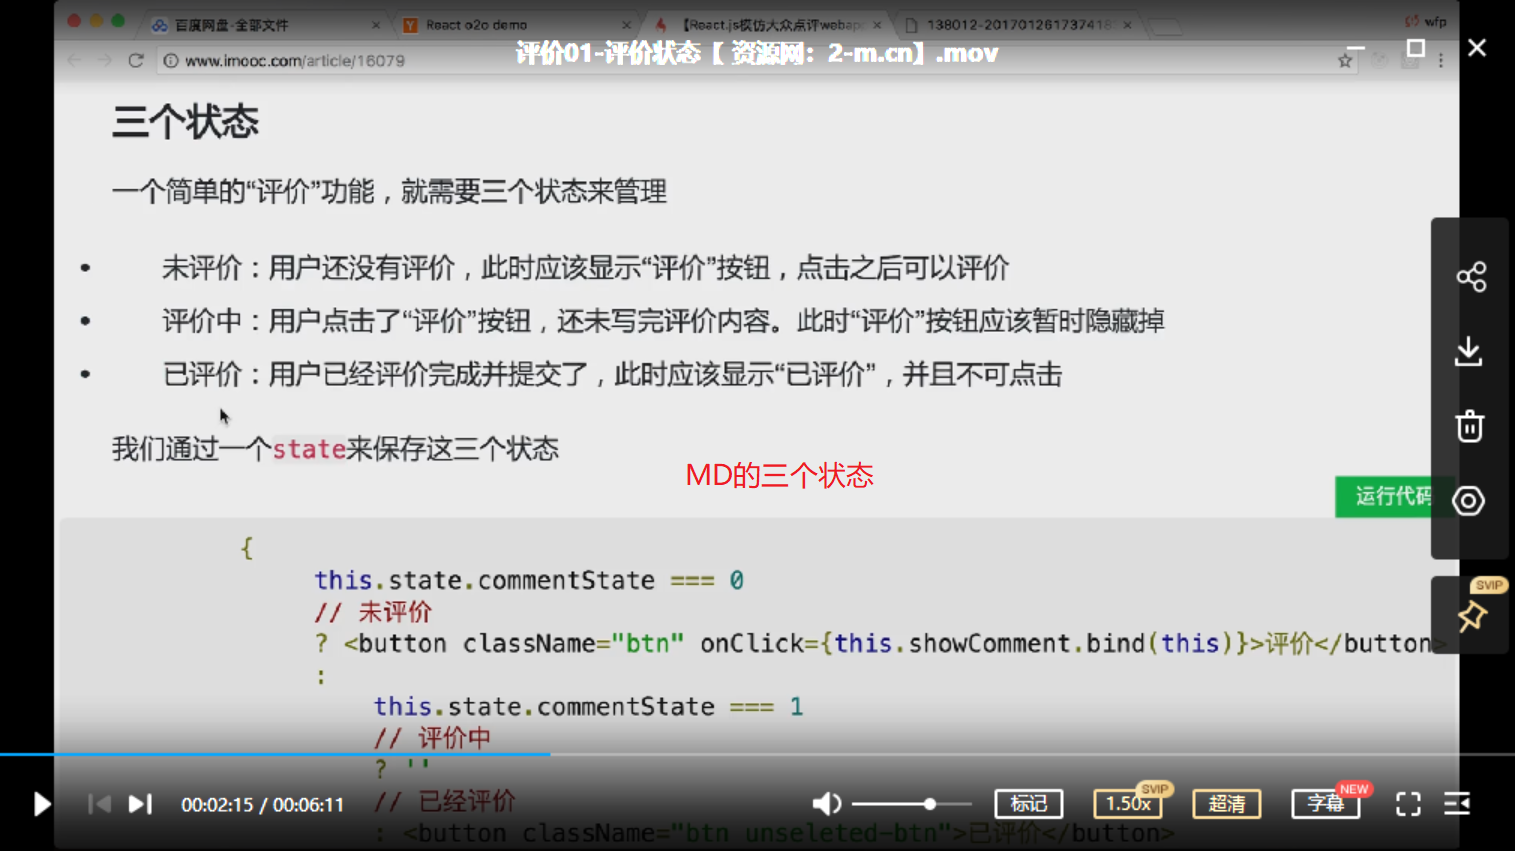 百度网盘-全部文件
React o2o demo
【React.js模仿大众点评webapp
138012-20170126173741
wfp
www.imooc.com/article/16079
评价01-评价状态【 资源网：2-m.cn】.mov
三个状态
一个简单的“评价”功能，就需要三个状态来管理
• 未评价：用户还没有评价，此时应该显示“评价”按钮，点击之后可以评价
• 评价中：用户点击了“评价”按钮，还未写完评价内容。此时“评价”按钮应该暂时隐藏掉
• 已评价：用户已经评价完成并提交了，此时应该显示“已评价”，并且不可点击
我们通过一个state来保存这三个状态
MD的三个状态
运行代码
SVIP
{
this.state.commentState === 0
// 未评价
? <button className="btn" onClick={this.showComment.bind(this)}>评价</button>
:
this.state.commentState === 1
// 评价中
? ''
// 已经评价
: <button className="btn unseleted-btn">已评价</button>
00:02:15 / 00:06:11
标记
1.50x
SVIP
超清
字幕
NEW